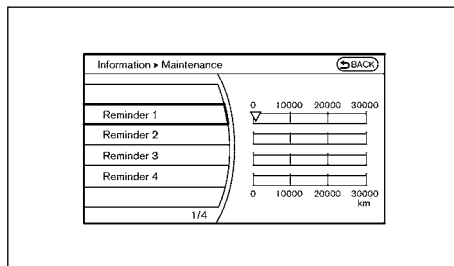 Information ▸ Maintenance BACK
0 10000 20000 30000
Reminder 1
Reminder 2
Reminder 3
Reminder 4
0 10000 20000 30000
km
1/4